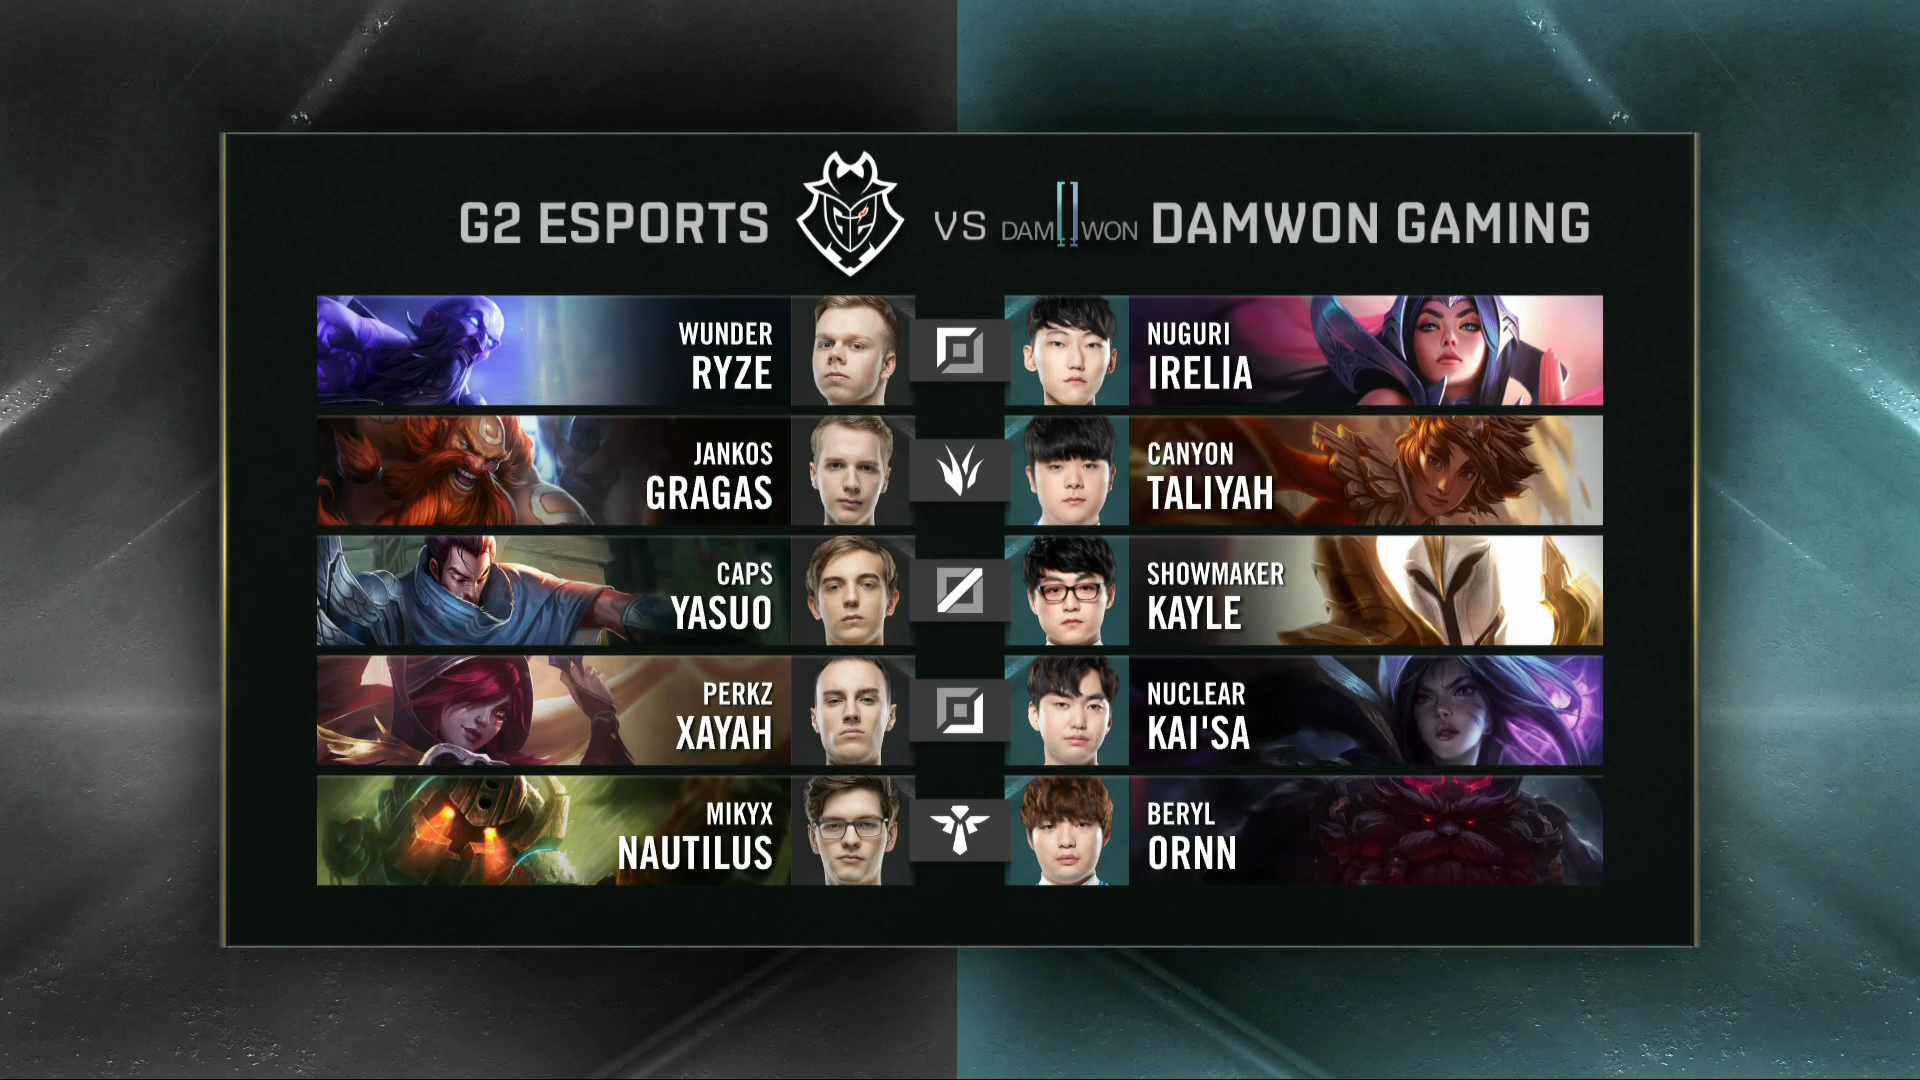 G2 ESPORTS VS DAMWON DAMWON GAMING
WUNDER
RYZE
NUGURI
IRELIA
JANKOS
GRAGAS
CANYON
TALIYAH
CAPS
YASUO
SHOWMAKER
KAYLE
PERKZ
XAYAH
NUCLEAR
KAI'SA
MIKYX
NAUTILUS
BERYL
ORNN